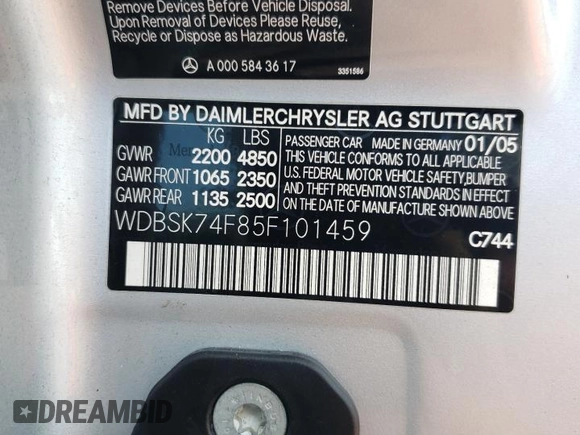 Remove Devices Before Vehicle Disposal.
Upon Removal of Devices Please Reuse,
Recycle or Dispose as Hazardous Waste.
A 000 584 36 17
3351586
MFD BY DAIMLERCHRYSLER AG STUTTGART
KG LBS
GVWR 2200 4850
GAWR FRONT 1065 2350
GAWR REAR 1135 2500
PASSENGER CAR MADE IN GERMANY 01/05
THIS VEHICLE CONFORMS TO ALL APPLICABLE
U.S. FEDERAL MOTOR VEHICLE SAFETY, BUMPER
AND THEFT PREVENTION STANDARDS IN EFFECT
ON THE DATE OF MANUFACTURE SHOWN ABOVE.
WDBSK74F85F101459
C744
DREAMBID